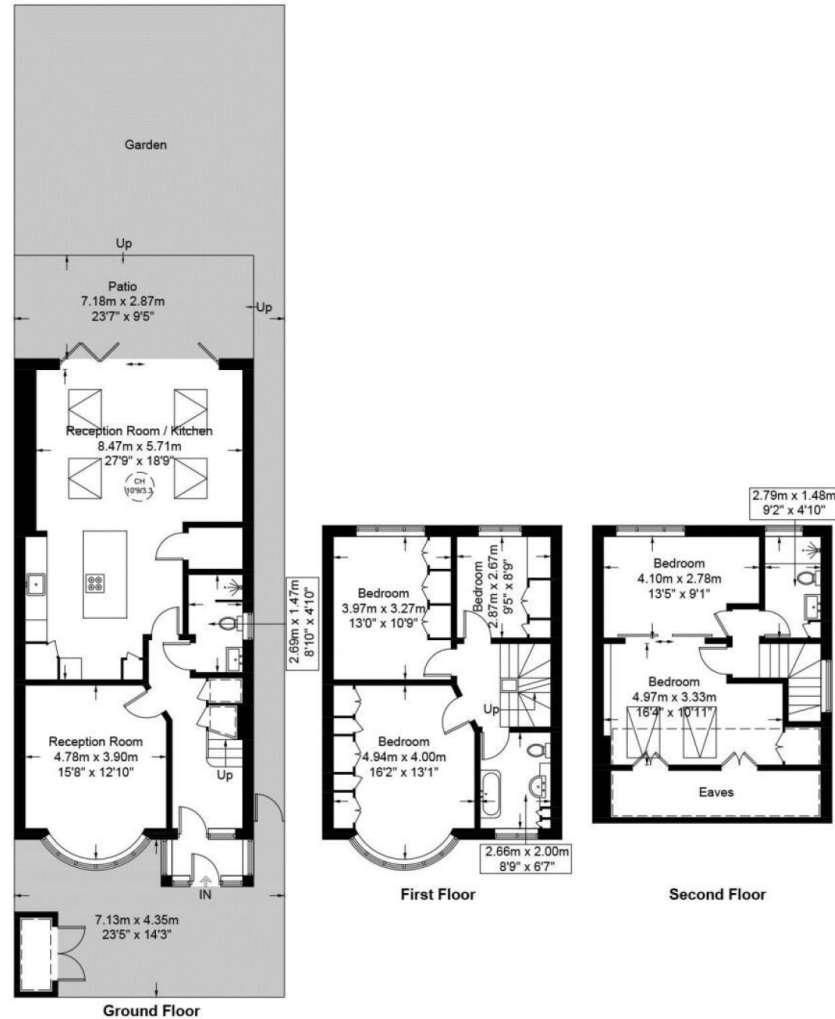 Garden
Up
Patio
7.18m x 2.87m
23'7" x 9'5"
Up
Reception Room / Kitchen
8.47m x 5.71m
27'9" x 18'9"
CH
10'9/3.3
2.69m x 1.47m
8'10" x 4'10"
Reception Room
4.78m x 3.90m
15'8" x 12'10"
Up
IN
7.13m x 4.35m
23'5" x 14'3"
Ground Floor
Bedroom
3.97m x 3.27m
13'0" x 10'9"
Bedroom
2.87m x 2.67m
9'5" x 8'9"
Up
Bedroom
4.94m x 4.00m
16'2" x 13'1"
2.66m x 2.00m
8'9" x 6'7"
First Floor
2.79m x 1.48m
9'2" x 4'10"
Bedroom
4.10m x 2.78m
13'5" x 9'1"
Bedroom
4.97m x 3.33m
16'4" x 10'11"
Eaves
Second Floor